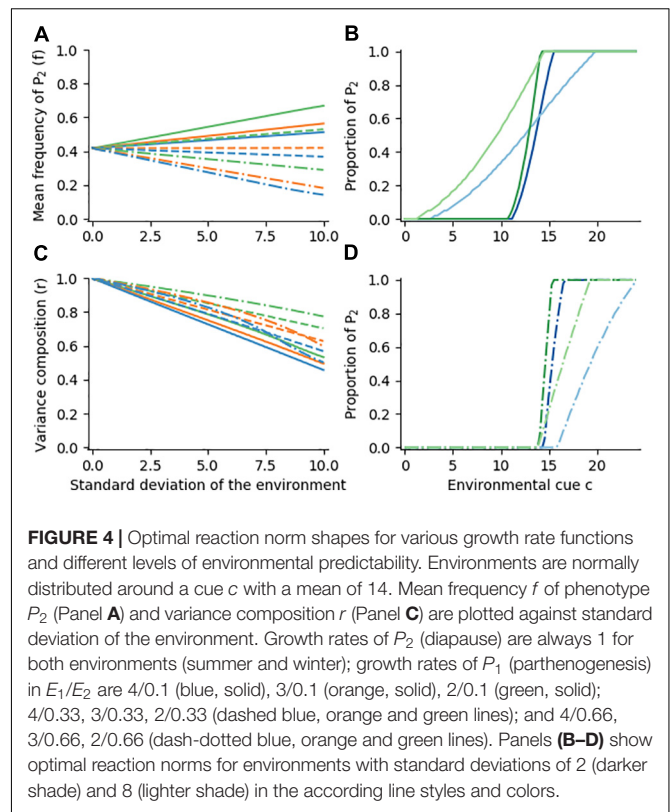 A
Mean frequency of P2 (f)
1.0
0.8
0.6
0.4
0.2
0.0
0.0 2.5 5.0 7.5 10.0
B
Proportion of P2
1.0
0.8
0.6
0.4
0.2
0.0
0 5 10 15 20
C
Variance composition (r)
1.0
0.8
0.6
0.4
0.2
0.0
0.0 2.5 5.0 7.5 10.0
Standard deviation of the environment
D
Proportion of P2
1.0
0.8
0.6
0.4
0.2
0.0
0 5 10 15 20
Environmental cue c
FIGURE 4 | Optimal reaction norm shapes for various growth rate functions
and different levels of environmental predictability. Environments are normally
distributed around a cue c with a mean of 14. Mean frequency f of phenotype
P2 (Panel A) and variance composition r (Panel C) are plotted against standard
deviation of the environment. Growth rates of P2 (diapause) are always 1 for
both environments (summer and winter); growth rates of P1 (parthenogenesis)
in E1/E2 are 4/0.1 (blue, solid), 3/0.1 (orange, solid), 2/0.1 (green, solid);
4/0.33, 3/0.33, 2/0.33 (dashed blue, orange and green lines); and 4/0.66,
3/0.66, 2/0.66 (dash-dotted blue, orange and green lines). Panels (B–D) show
optimal reaction norms for environments with standard deviations of 2 (darker
shade) and 8 (lighter shade) in the according line styles and colors.